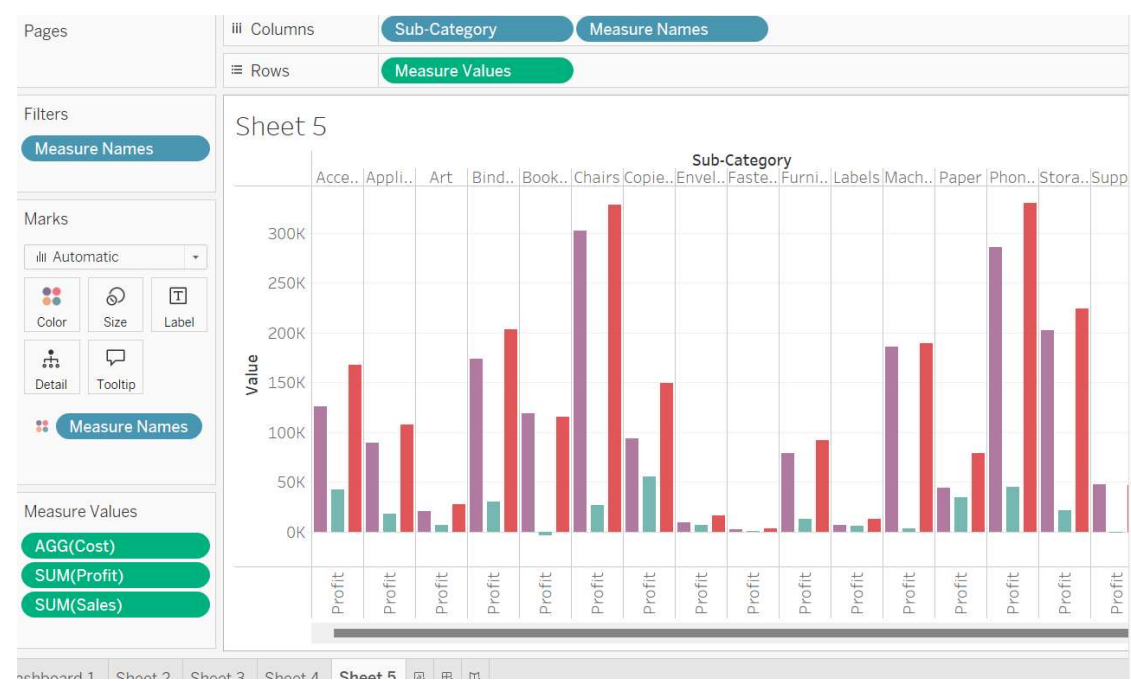 Pages
iii Columns
Sub-Category
Measure Names
Rows
Measure Values
Filters
Measure Names
Marks
Automatic
Color
Size
Label
Detail
Tooltip
Measure Names
Measure Values
AGG(Cost)
SUM(Profit)
SUM(Sales)
Sheet 5
Sub-Category
Acce.. Appli.. Art Bind.. Book.. Chairs Copie.. Envel.. Faste.. Furni.. Labels Mach.. Paper Phon.. Stora.. Supp
Value
300K
250K
200K
150K
100K
50K
0K
Profit Profit Profit Profit Profit Profit Profit Profit Profit Profit Profit Profit Profit Profit Profit Profit
ashboard 1 Sheet 2 Sheet 3 Sheet 4 Sheet 5